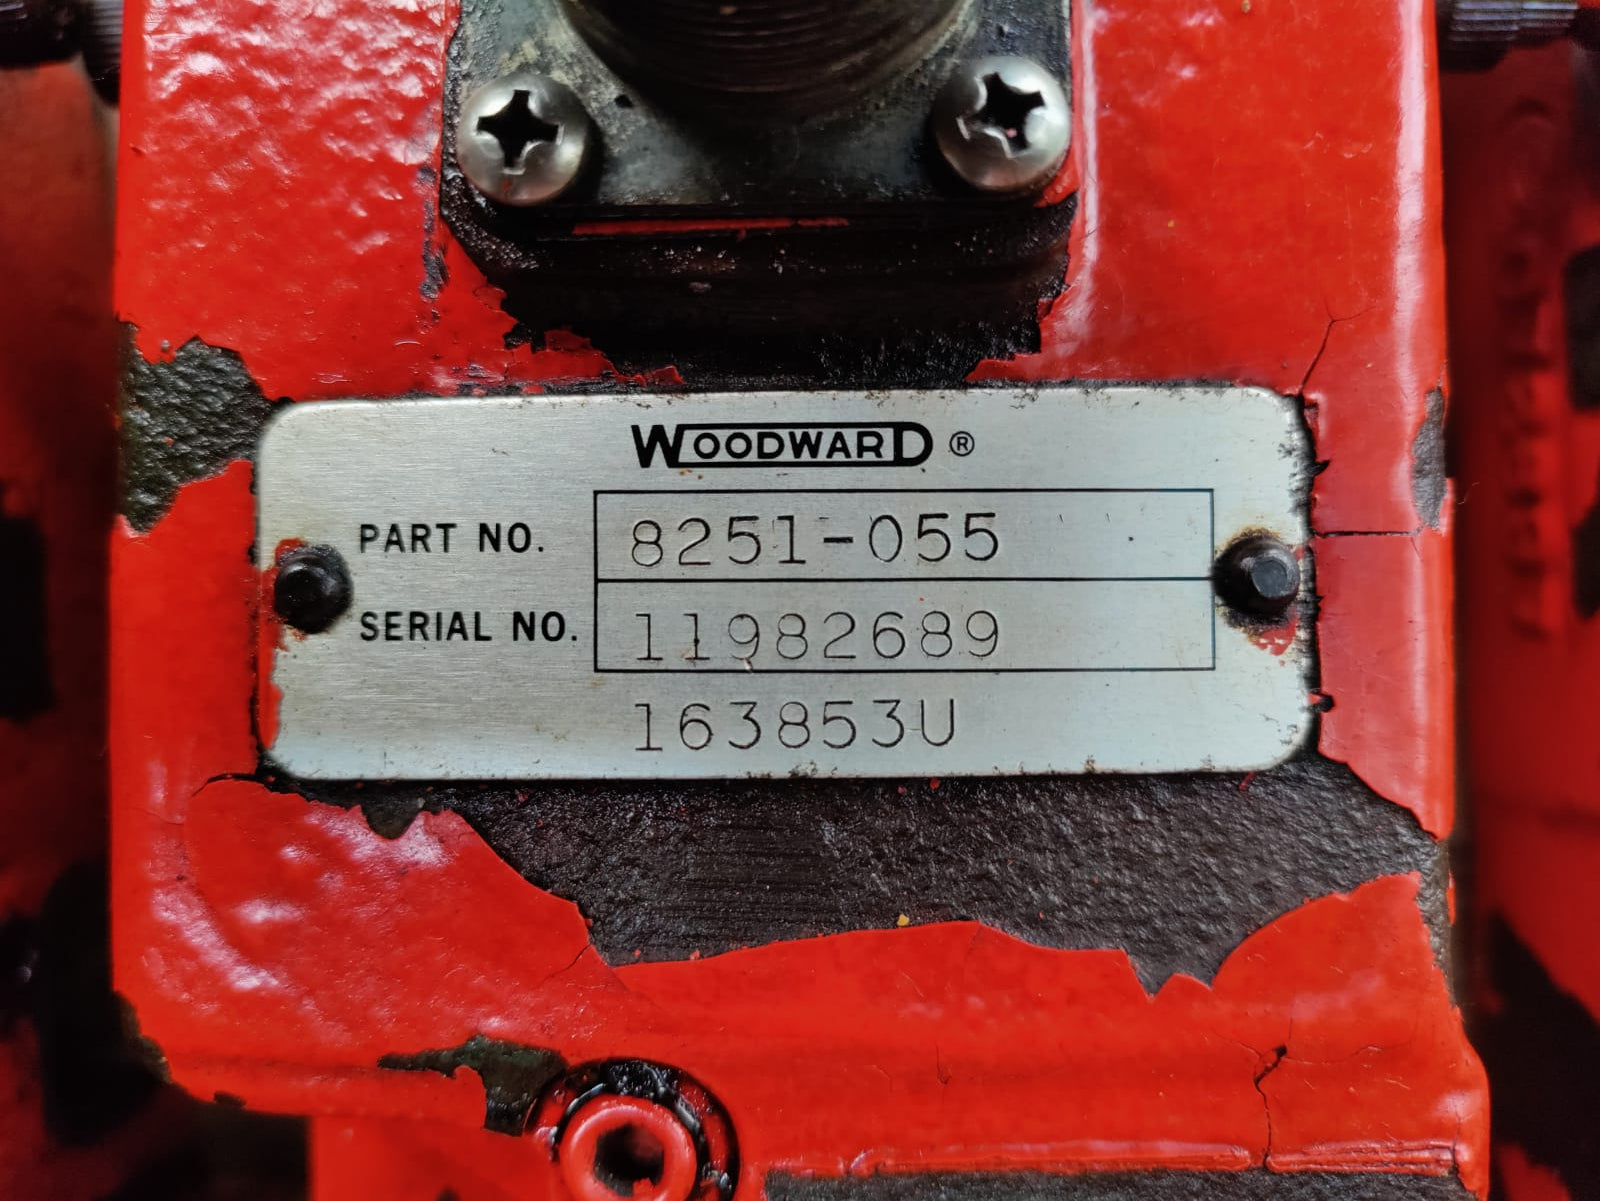 WOODWARD ®
PART NO. 8251-055
SERIAL NO. 11982689
163853U